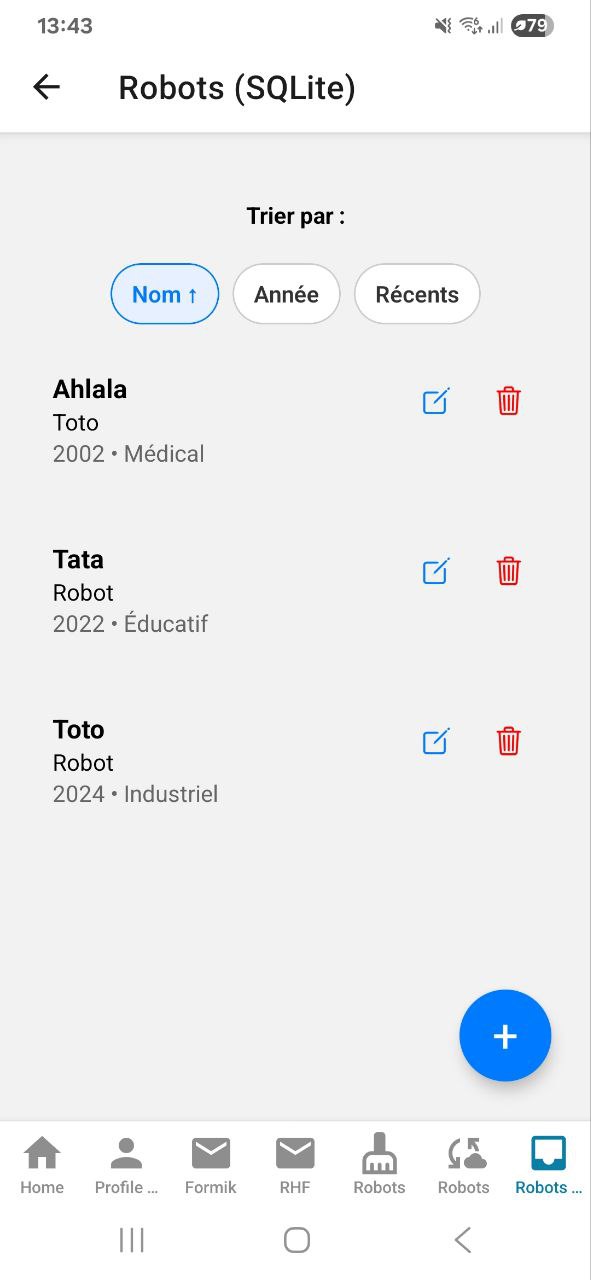 13:43
79
Robots (SQLite)
Trier par :
Nom ↑
Année
Récents
Ahlala
Toto
2002 • Médical
Tata
Robot
2022 • Éducatif
Toto
Robot
2024 • Industriel
+
Home
Profile ...
Formik
RHF
Robots
Robots
Robots ...